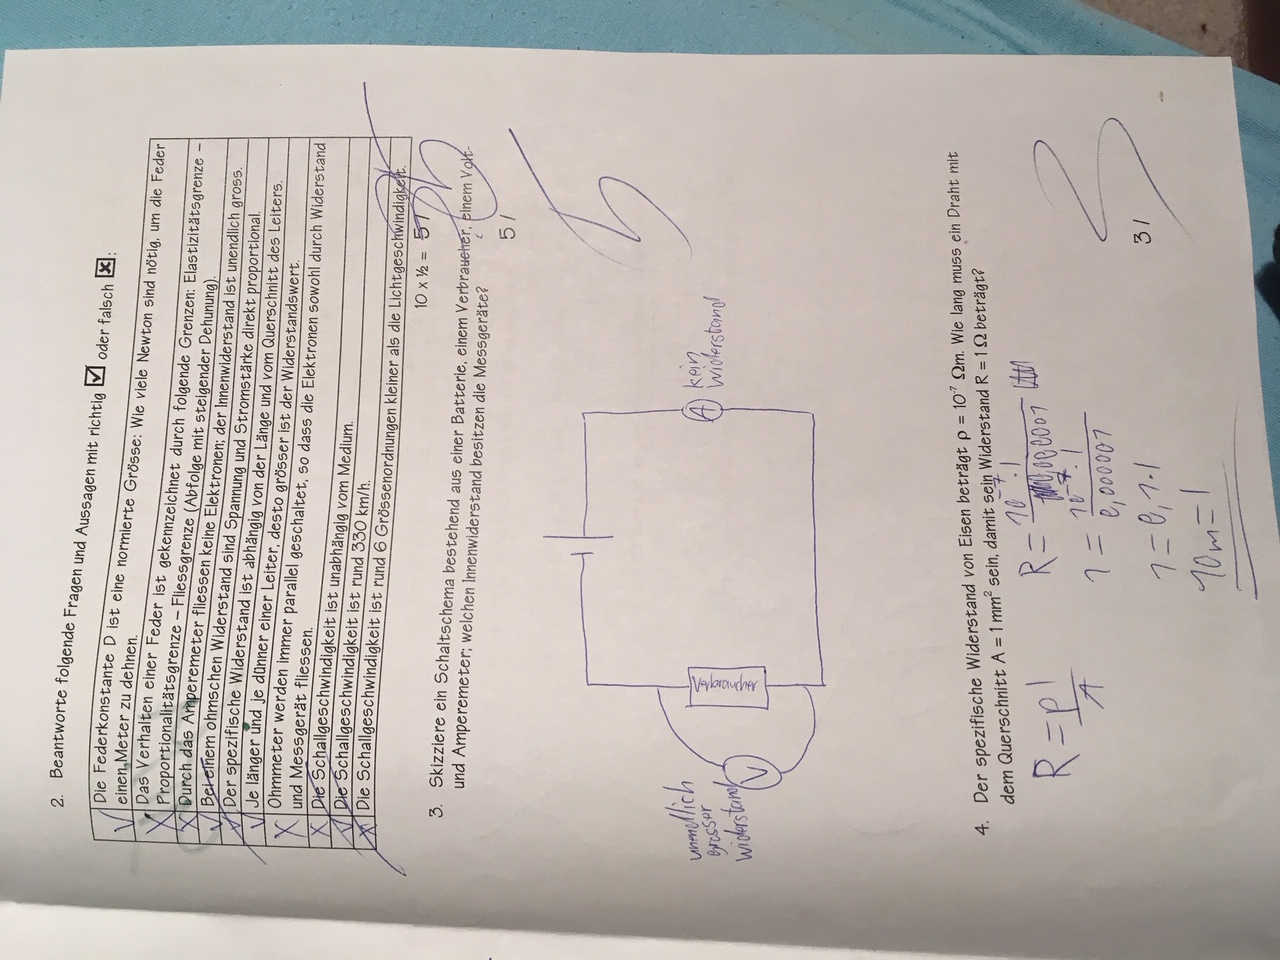 2. Beantworte folgende Fragen und Aussagen mit richtig ☑ oder falsch ☒:
✓ Die Federkonstante D ist eine normierte Grösse: Wie viele Newton sind nötig, um die Feder
einen Meter zu dehnen.
X Das Verhalten einer Feder ist gekennzeichnet durch folgende Grenzen: Elastizitätsgrenze –
Proportionalitätsgrenze – Fliessgrenze (Abfolge mit steigender Dehunung).
X Durch das Amperemeter fliessen keine Elektronen; der Innenwiderstand ist unendlich gross.
✓ Bei einem ohmschen Widerstand sind Spannung und Stromstärke direkt proportional.
✓ Der spezifische Widerstand ist abhängig von der Länge und vom Querschnitt des Leiters.
✓ Je länger und je dünner einer Leiter, desto grösser ist der Widerstandswert.
X Ohmmeter werden immer parallel geschaltet, so dass die Elektronen sowohl durch Widerstand
und Messgerät fliessen.
X Die Schallgeschwindigkeit ist unabhängig vom Medium.
✓ Die Schallgeschwindigkeit ist rund 330 km/h.
X Die Schallgeschwindigkeit ist rund 6 Grössenordnungen kleiner als die Lichtgeschwindigkeit.
10 x ½ = 5 /
3. Skizziere ein Schaltschema bestehend aus einer Batterie, einem Verbraucher, einem Volt-
und Amperemeter; welchen Innenwiderstand besitzen die Messgeräte?
5 /
5
unendlich
grosser
Widerstand
V
Verbraucher
A
kein
Widerstand
4. Der spezifische Widerstand von Eisen beträgt ρ = 10⁻⁷ Ωm. Wie lang muss ein Draht mit
dem Querschnitt A = 1 mm² sein, damit sein Widerstand R = 1 Ω beträgt?
R = ρl
A
R = 10⁻⁷·l
0,000001
1 = 10⁻⁷·l
0,000001
1 = 0,1·l
10m = l
3 /
3